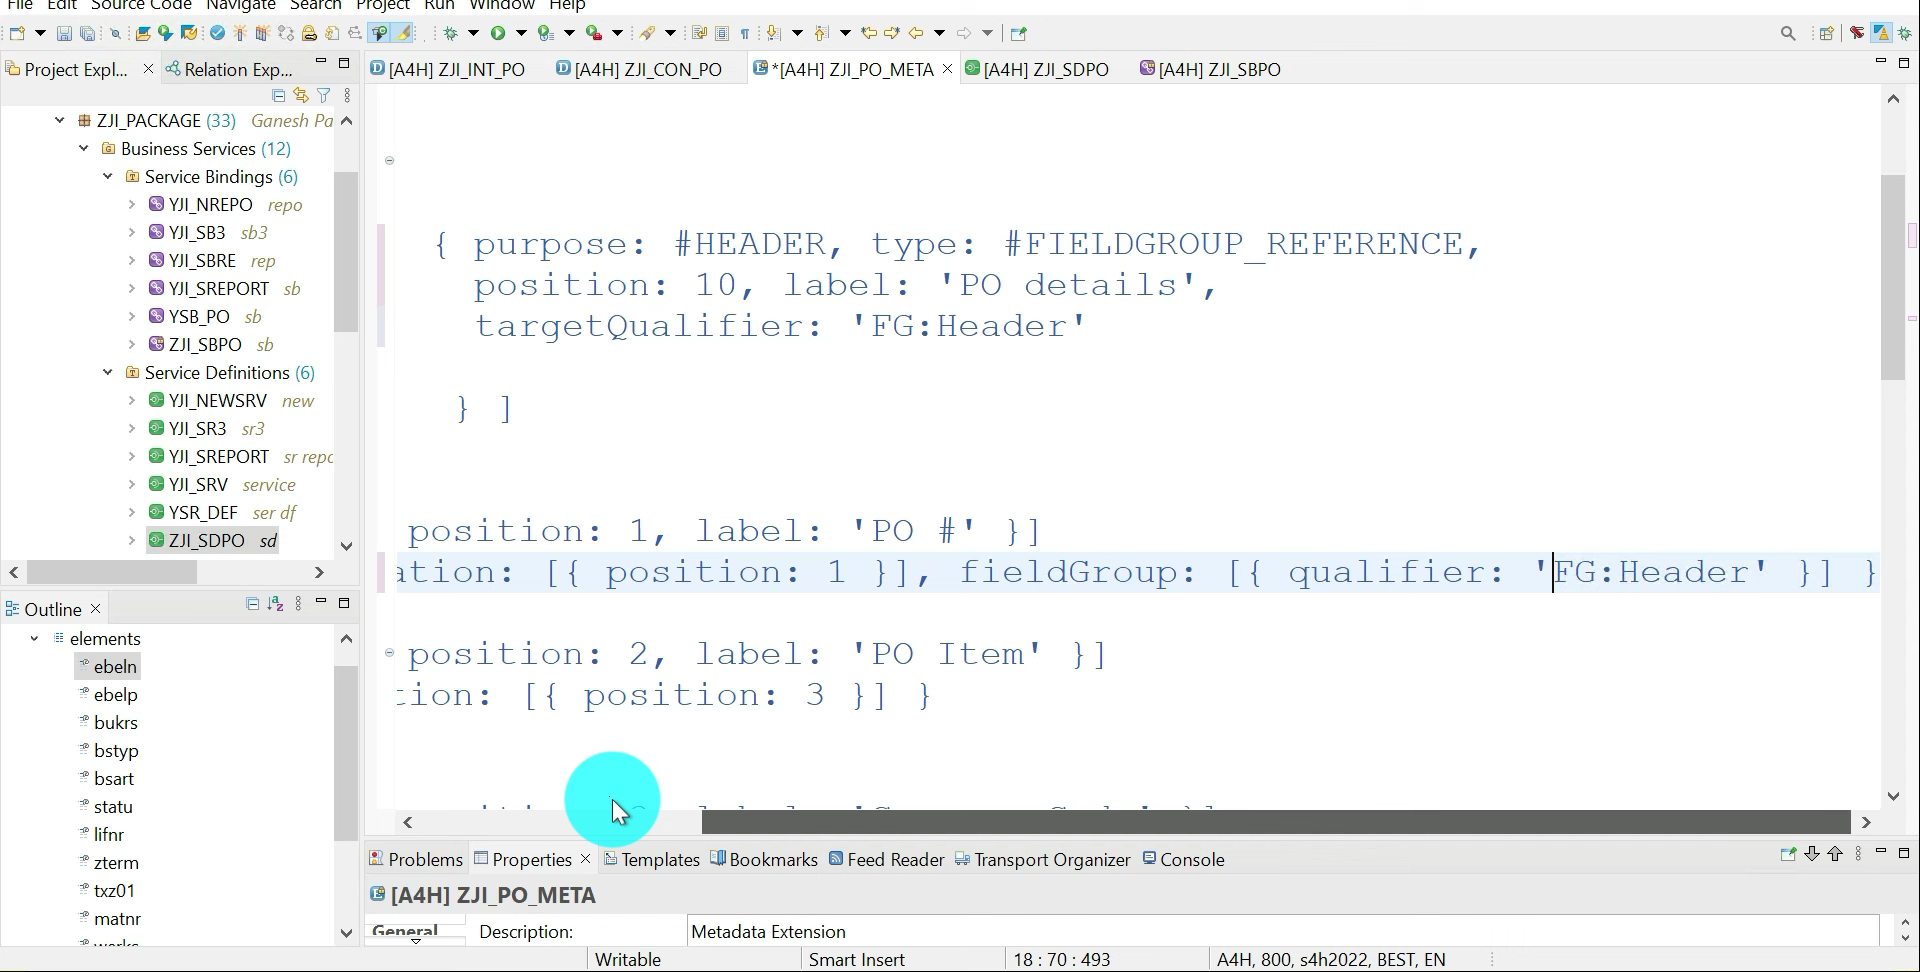 File Edit Source Code Navigate Search Project Run Window Help
Project Expl... Relation Exp...
[A4H] ZJI_INT_PO [A4H] ZJI_CON_PO *[A4H] ZJI_PO_META [A4H] ZJI_SDPO [A4H] ZJI_SBPO
ZJI_PACKAGE (33) Ganesh Pa
Business Services (12)
Service Bindings (6)
YJI_NREPO repo
YJI_SB3 sb3
YJI_SBRE rep
YJI_SREPORT sb
YSB_PO sb
ZJI_SBPO sb
Service Definitions (6)
YJI_NEWSRV new
YJI_SR3 sr3
YJI_SREPORT sr repo
YJI_SRV service
YSR_DEF ser df
ZJI_SDPO sd
Outline
elements
ebeln
ebelp
bukrs
bstyp
bsart
statu
lifnr
zterm
txz01
matnr
{ purpose: #HEADER, type: #FIELDGROUP_REFERENCE,
position: 10, label: 'PO details',
targetQualifier: 'FG:Header'
} ]
position: 1, label: 'PO #' }]
ation: [{ position: 1 }], fieldGroup: [{ qualifier: 'FG:Header' }] }
position: 2, label: 'PO Item' }]
tion: [{ position: 3 }] }
Problems Properties Templates Bookmarks Feed Reader Transport Organizer Console
[A4H] ZJI_PO_META
General Description: Metadata Extension
Writable Smart Insert 18 : 70 : 493 A4H, 800, s4h2022, BEST, EN